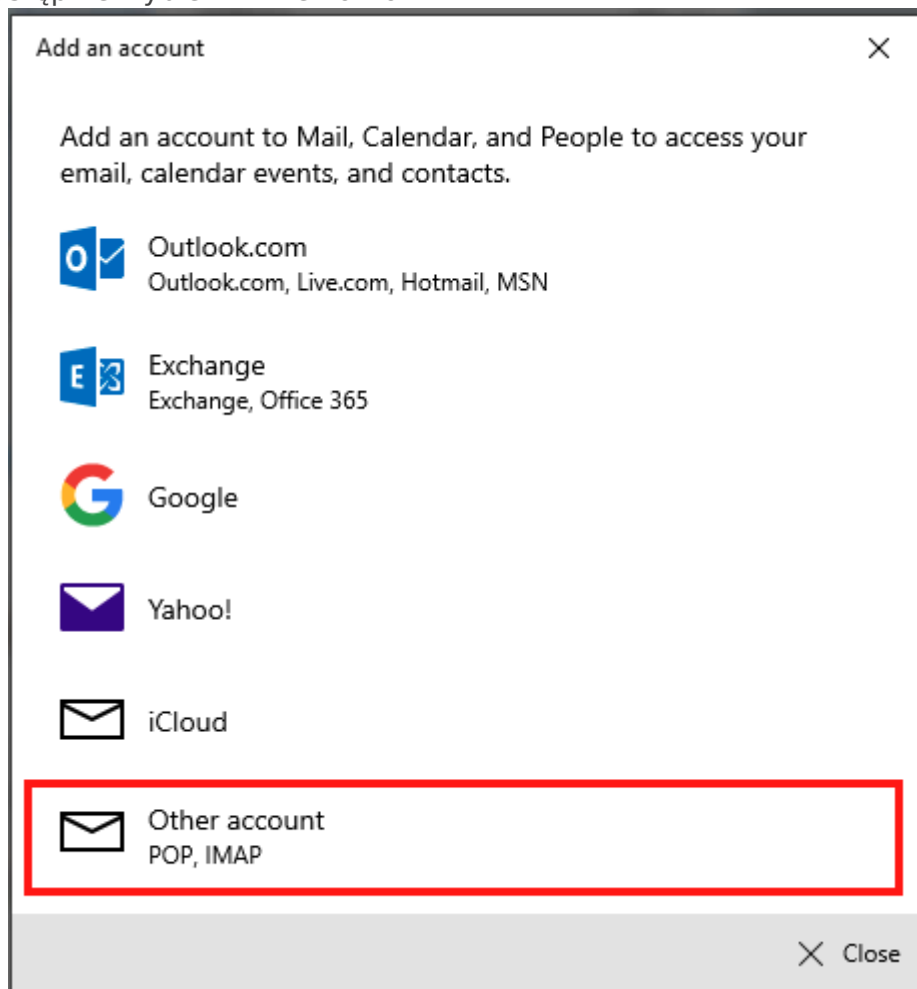 Add an account
Add an account to Mail, Calendar, and People to access your
email, calendar events, and contacts.
Outlook.com
Outlook.com, Live.com, Hotmail, MSN
Exchange
Exchange, Office 365
Google
Yahoo!
iCloud
Other account
POP, IMAP
Close